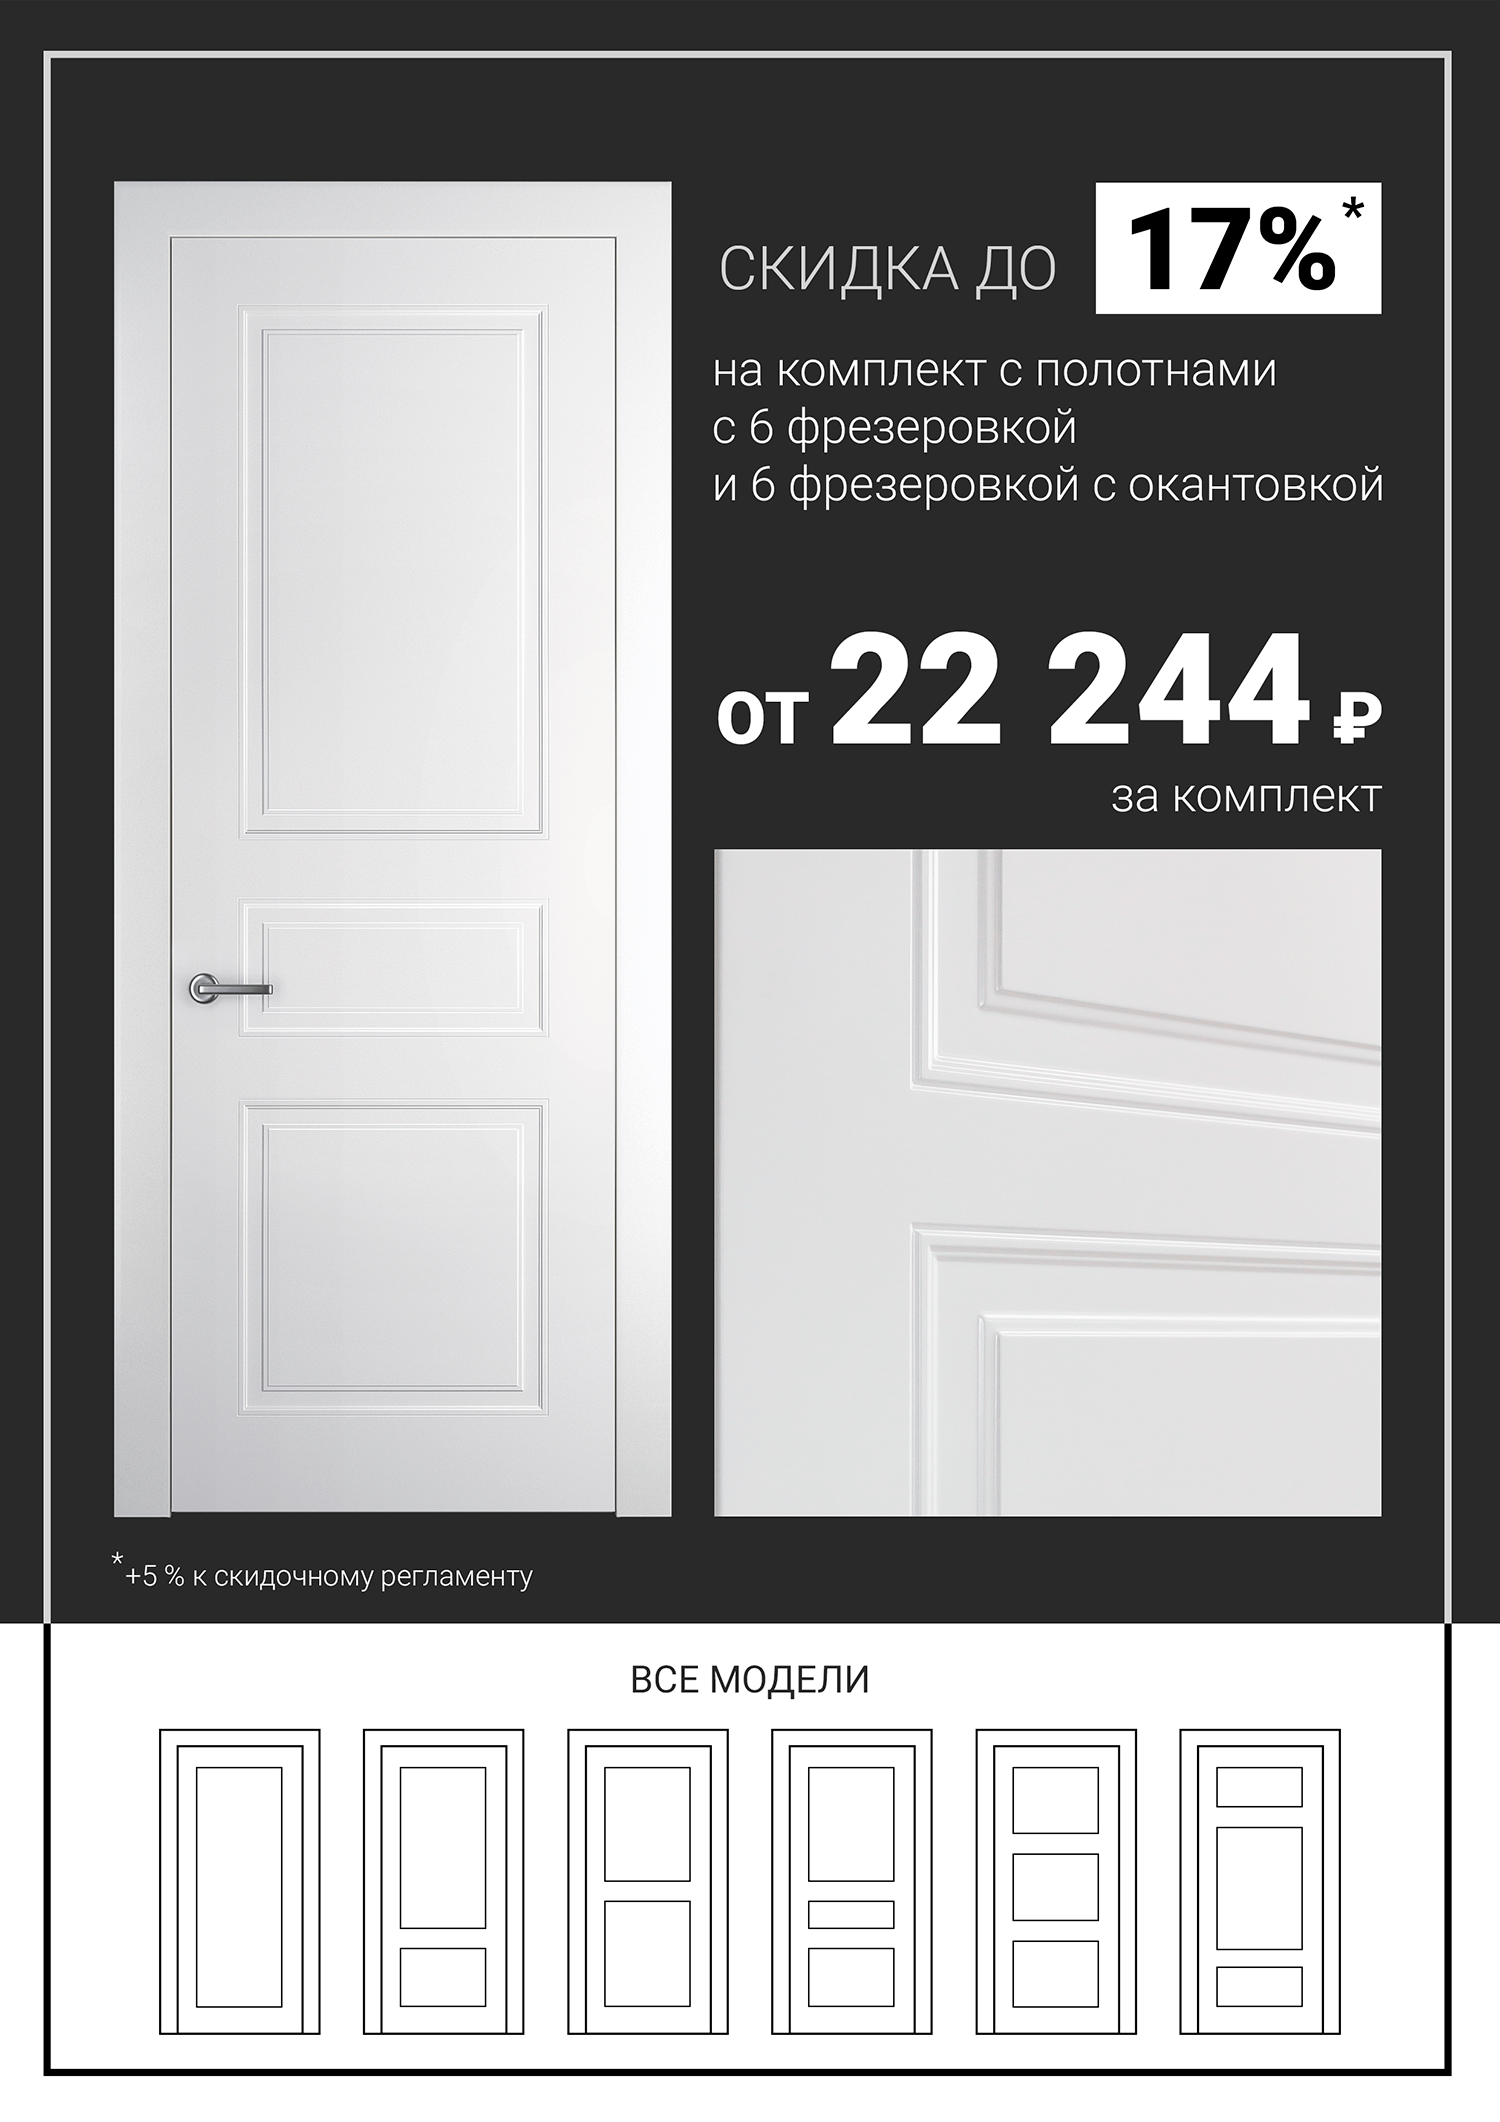 СКИДКА ДО 17%*
на комплект с полотнами
с 6 фрезеровкой
и 6 фрезеровкой с окантовкой
от 22 244 ₽
за комплект
*+5 % к скидочному регламенту
ВСЕ МОДЕЛИ